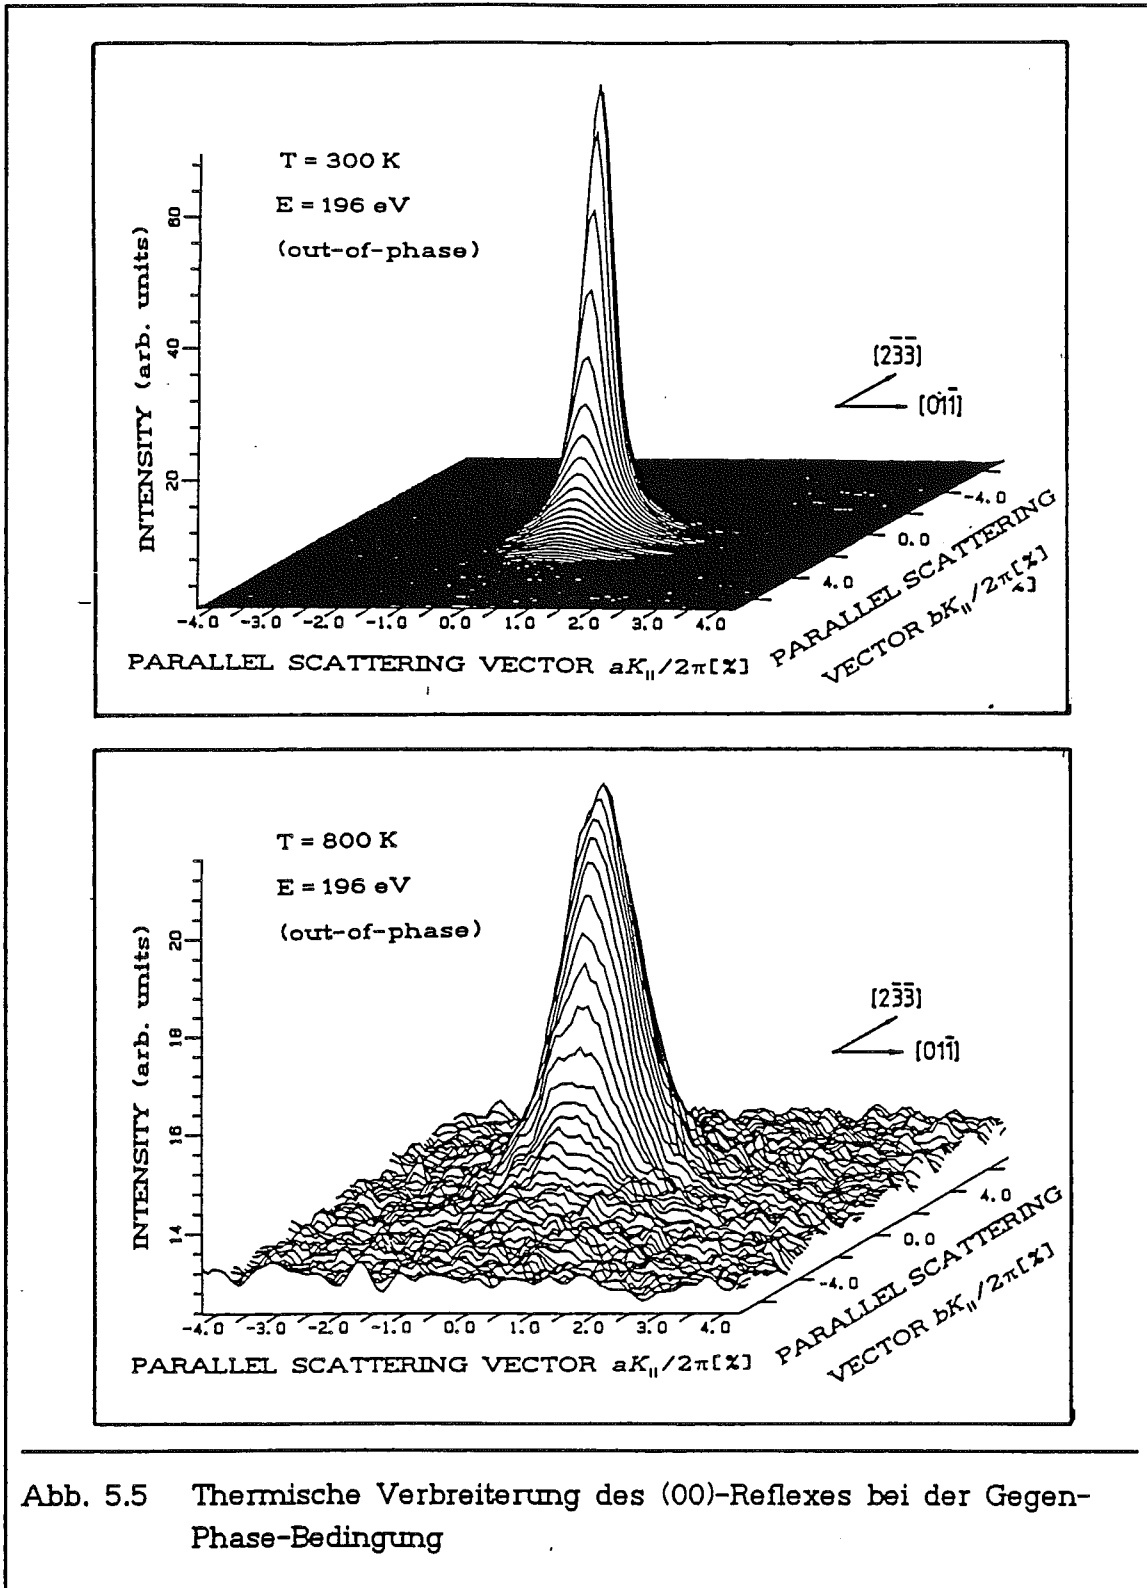 T = 300 K
E = 196 eV
(out-of-phase)
INTENSITY (arb. units)
60
40
20
[23̅3̅]
[011̅]
-4.0 -3.0 -2.0 -1.0 0.0 1.0 2.0 3.0 4.0
PARALLEL SCATTERING VECTOR aK||/2π[%]
-4.0
0.0
4.0
PARALLEL SCATTERING
VECTOR bK||/2π[%]
%]
T = 800 K
E = 196 eV
(out-of-phase)
INTENSITY (arb. units)
20
18
16
14
[23̅3̅]
[011̅]
-4.0 -3.0 -2.0 -1.0 0.0 1.0 2.0 3.0 4.0
PARALLEL SCATTERING VECTOR aK||/2π[%]
4.0
0.0
-4.0
PARALLEL SCATTERING
VECTOR bK||/2π[%]
Abb. 5.5 Thermische Verbreiterung des (00)-Reflexes bei der Gegen-
Phase-Bedingung